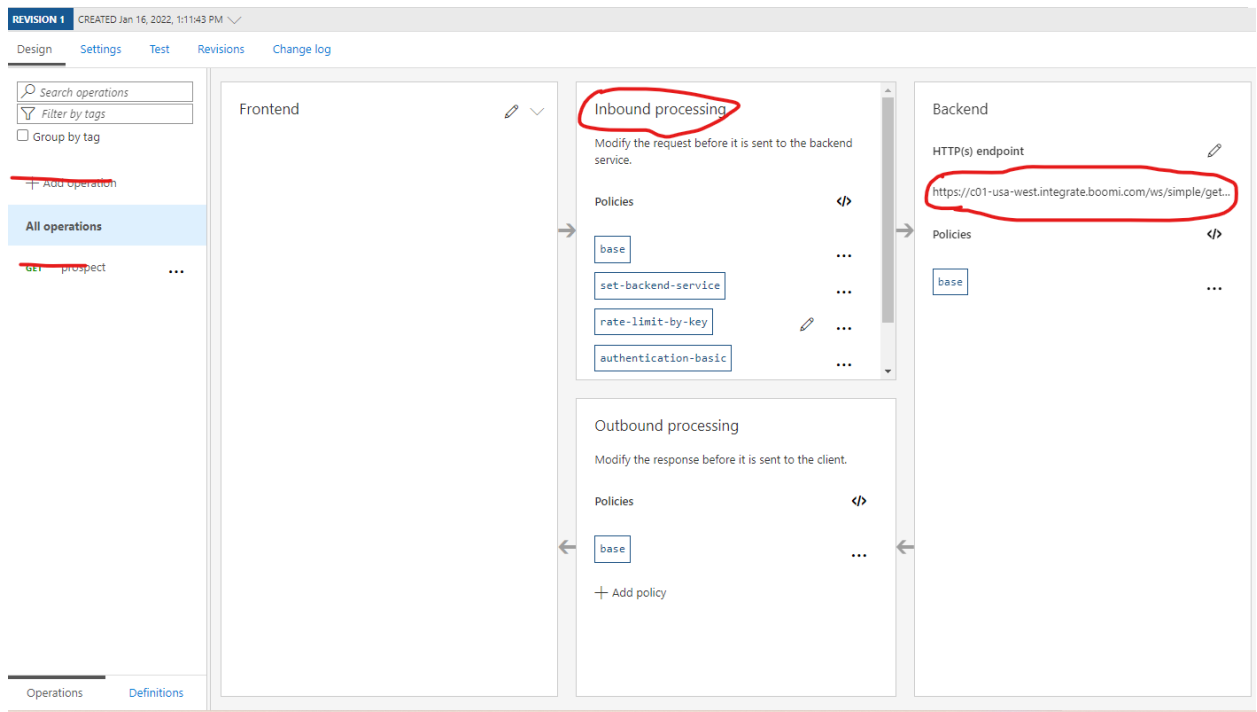 REVISION 1 CREATED Jan 16, 2022, 1:11:43 PM
Design Settings Test Revisions Change log
Search operations
Filter by tags
Group by tag
Add operation
All operations
GET prospect
Operations Definitions
Frontend
Inbound processing
Modify the request before it is sent to the backend
service.
Policies </>
base
set-backend-service
rate-limit-by-key
authentication-basic
Outbound processing
Modify the response before it is sent to the client.
Policies </>
base
+ Add policy
Backend
HTTP(s) endpoint
https://c01-usa-west.integrate.boomi.com/ws/simple/get...
Policies </>
base